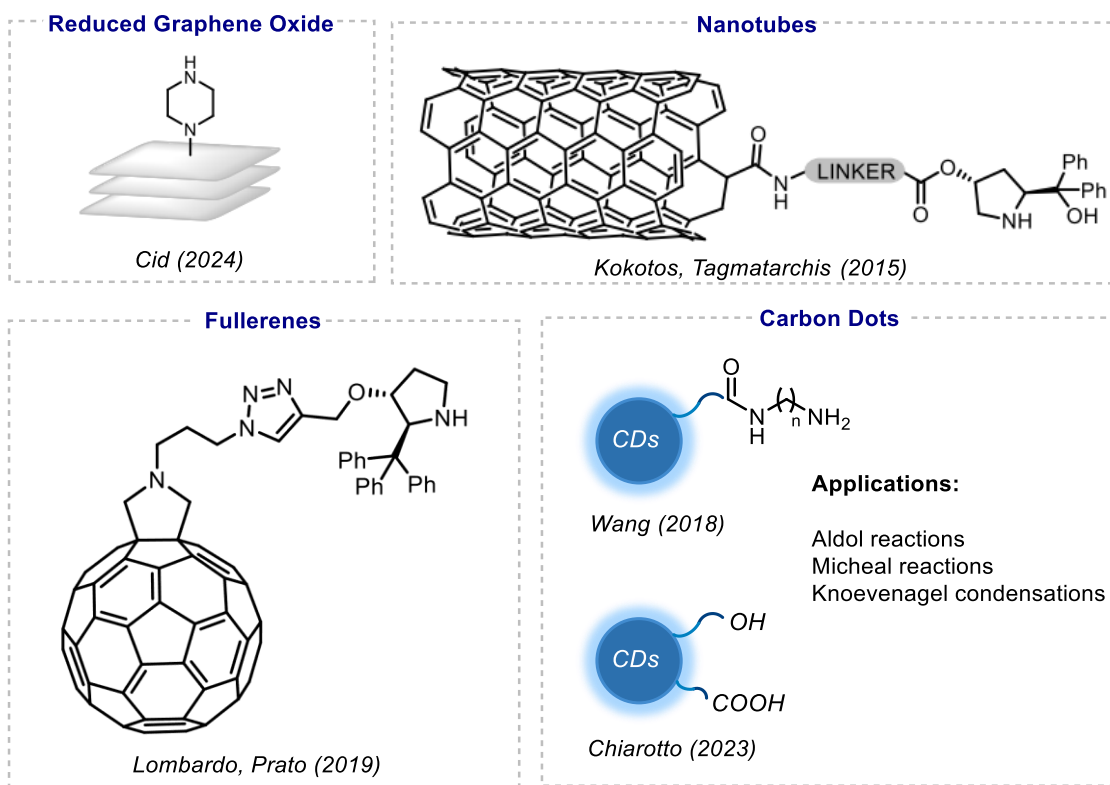 Reduced Graphene Oxide
H
N
N
Cid (2024)
Nanotubes
O
N
H
LINKER
O
O
NH
Ph
Ph
OH
Kokotos, Tagmatarchis (2015)
Fullerenes
N=N
N
O
NH
Ph
Ph
Ph
N
Lombardo, Prato (2019)
Carbon Dots
O
CDs
N
H
n
NH2
Wang (2018)
Applications:
Aldol reactions
Micheal reactions
Knoevenagel condensations
OH
CDs
COOH
Chiarotto (2023)